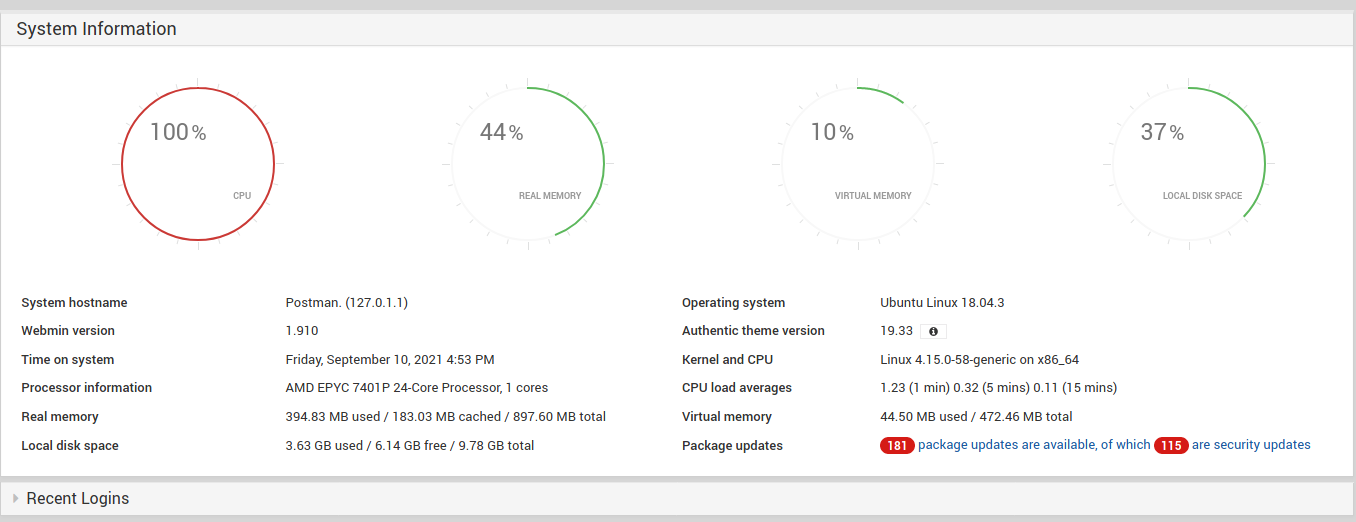 System Information
100% 44% 10% 37%
CPU REAL MEMORY VIRTUAL MEMORY LOCAL DISK SPACE
System hostname Postman. (127.0.1.1) Operating system Ubuntu Linux 18.04.3
Webmin version 1.910 Authentic theme version 19.33
Time on system Friday, September 10, 2021 4:53 PM Kernel and CPU Linux 4.15.0-58-generic on x86_64
Processor information AMD EPYC 7401P 24-Core Processor, 1 cores CPU load averages 1.23 (1 min) 0.32 (5 mins) 0.11 (15 mins)
Real memory 394.83 MB used / 183.03 MB cached / 897.60 MB total Virtual memory 44.50 MB used / 472.46 MB total
Local disk space 3.63 GB used / 6.14 GB free / 9.78 GB total Package updates 181 package updates are available, of which 115 are security updates
Recent Logins